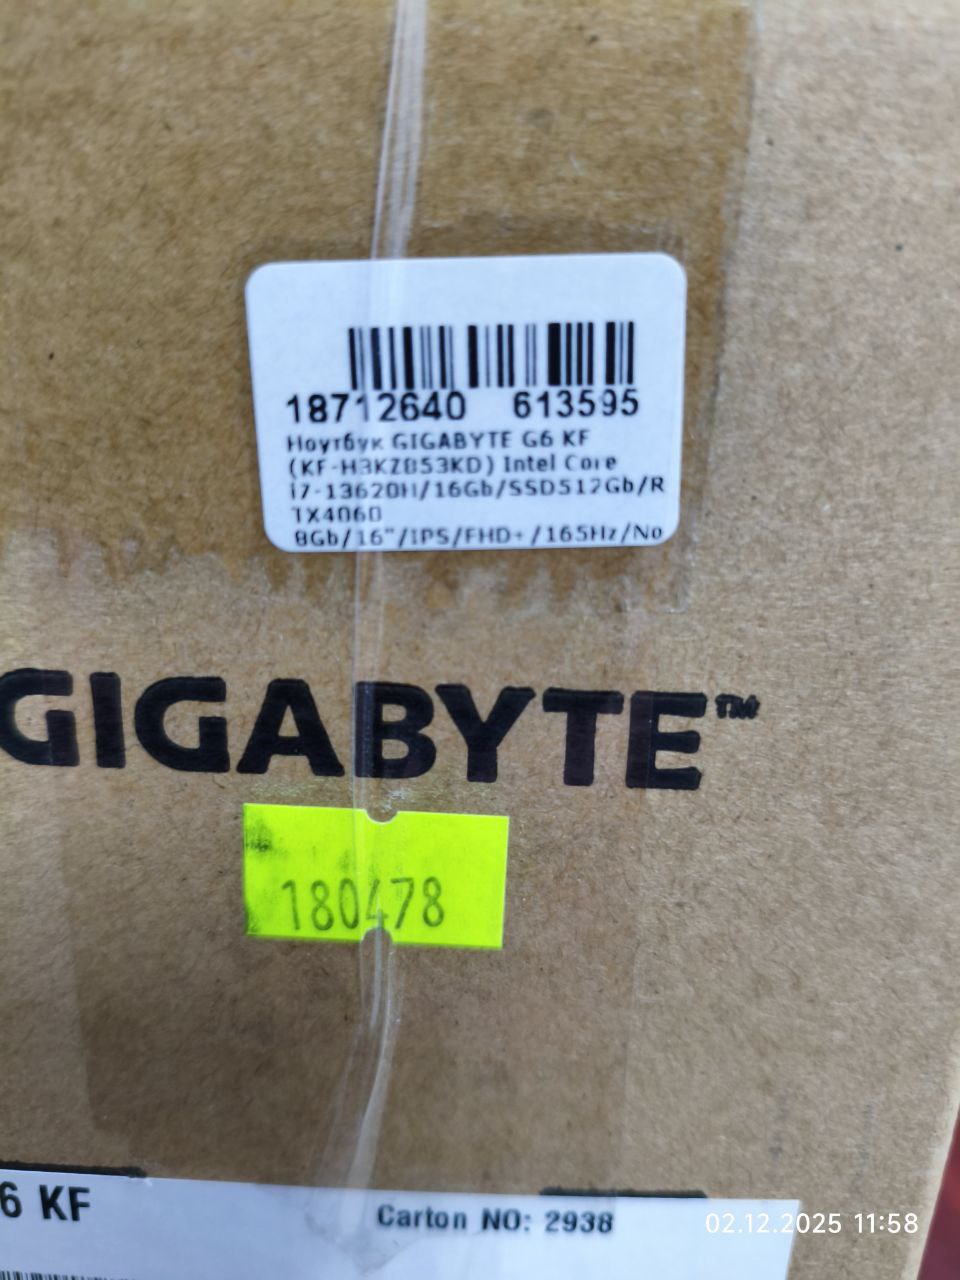 18712640 613595
Ноутбук GIGABYTE G6 KF
(KF-H3KZ853KD) Intel Core
i7-13620H/16Gb/SSD512Gb/R
TX4060
8Gb/16"/IPS/FHD+/165Hz/No
GIGABYTE™
180478
6 KF
Carton NO: 2938
02.12.2025 11:58